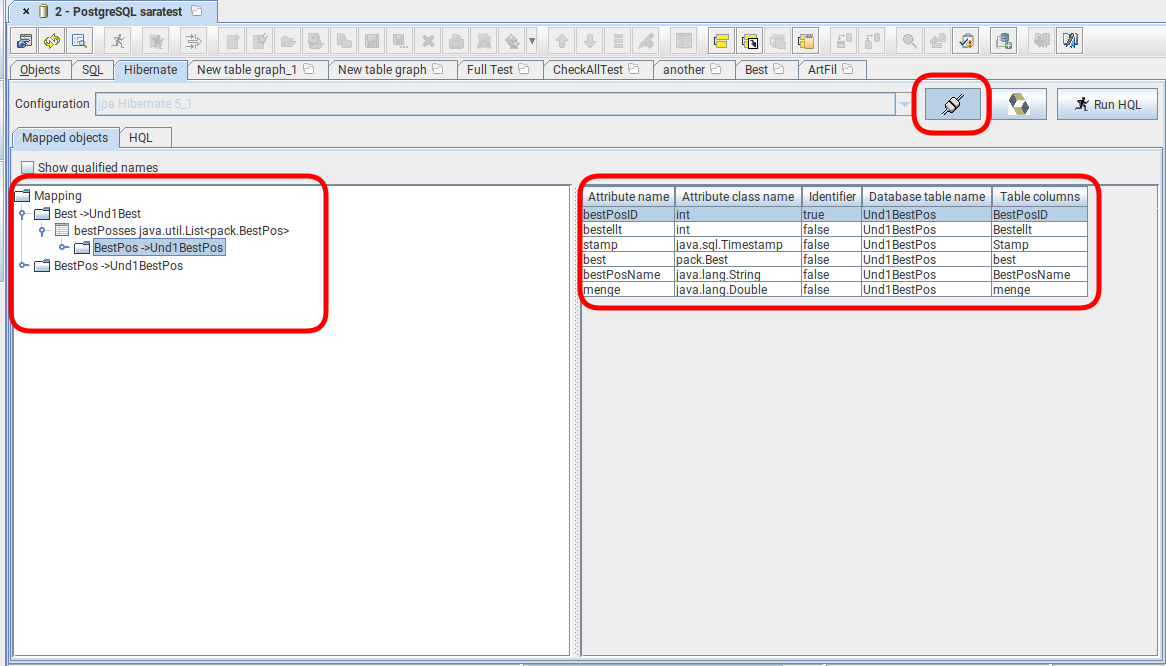 2 - PostgreSQL saratest
Objects SQL Hibernate New table graph_1 New table graph Full Test CheckAllTest another Best ArtFil
Configuration jpa Hibernate 5_1 Run HQL
Mapped objects HQL
Show qualified names
Mapping
Best ->Und1Best
bestPosses java.util.List<pack.BestPos>
BestPos ->Und1BestPos
BestPos ->Und1BestPos
Attribute name Attribute class name Identifier Database table name Table columns
bestPosID int true Und1BestPos BestPosID
bestellt int false Und1BestPos Bestellt
stamp java.sql.Timestamp false Und1BestPos Stamp
best pack.Best false Und1BestPos best
bestPosName java.lang.String false Und1BestPos BestPosName
menge java.lang.Double false Und1BestPos menge